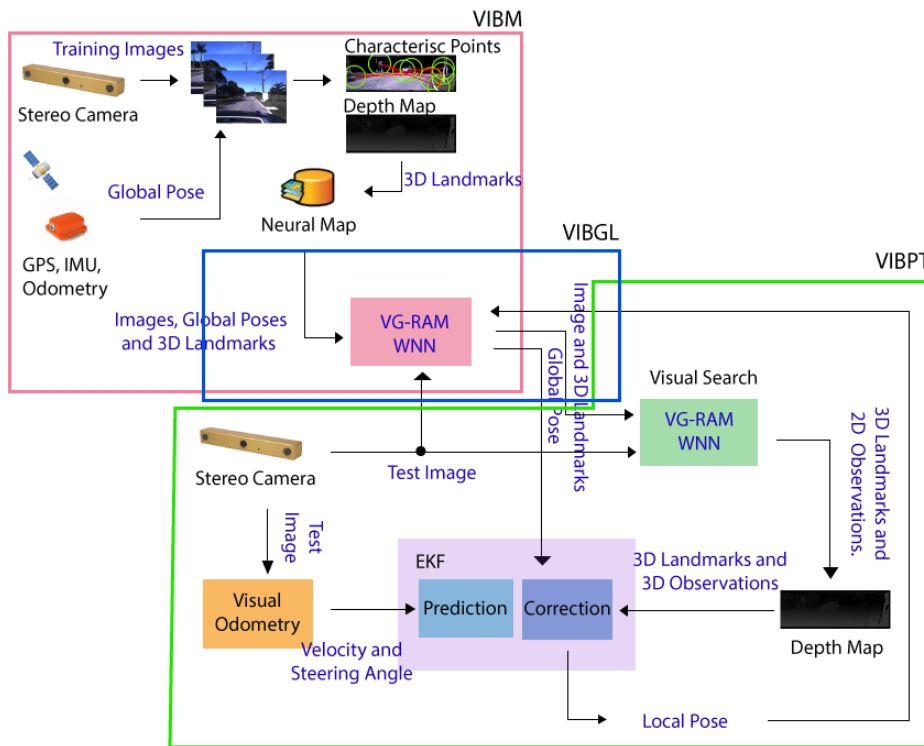 VIBM
Training Images
Characterisc Points
Stereo Camera
Depth Map
Global Pose
3D Landmarks
Neural Map
GPS, IMU,
Odometry
VIBGL
VIBPT
Images, Global Poses
and 3D Landmarks
VG-RAM
WNN
Image and 3D Landmarks
Global Pose
Visual Search
VG-RAM
WNN
3D Landmarks and
2D Observations.
Stereo Camera
Test Image
Test
Image
EKF
3D Landmarks and
3D Observations
Visual
Odometry
Prediction
Correction
Velocity and
Steering Angle
Depth Map
Local Pose